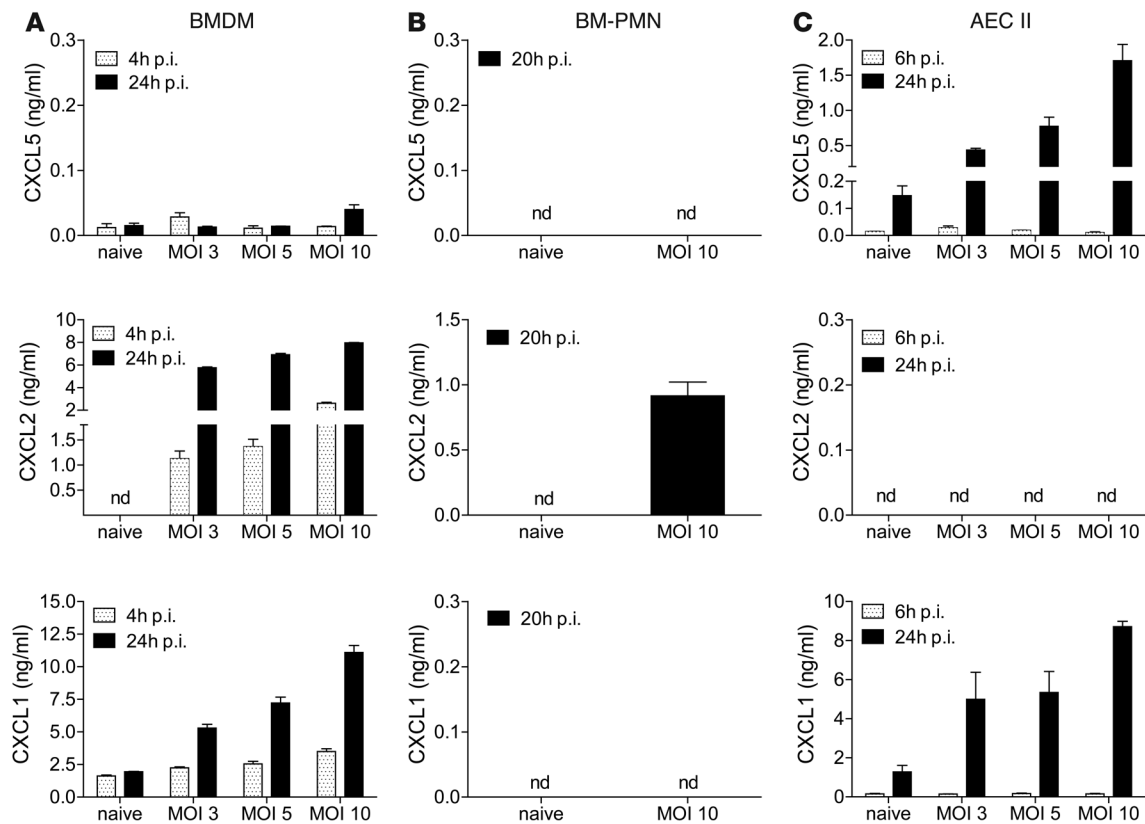 A BMDM
CXCL5 (ng/ml)
0.3
0.2
0.1
0.0
4h p.i.
24h p.i.
naive MOI 3 MOI 5 MOI 10
B BM-PMN
CXCL5 (ng/ml)
0.3
0.2
0.1
0.0
20h p.i.
nd nd
naive MOI 10
C AEC II
CXCL5 (ng/ml)
2.0
1.5
1.0
0.5
0.2
0.1
0.0
6h p.i.
24h p.i.
naive MOI 3 MOI 5 MOI 10
CXCL2 (ng/ml)
10
8
6
4
2
1.5
1.0
0.5
4h p.i.
24h p.i.
nd
naive MOI 3 MOI 5 MOI 10
CXCL2 (ng/ml)
1.5
1.0
0.5
0.0
20h p.i.
nd
naive MOI 10
CXCL2 (ng/ml)
0.3
0.2
0.1
0.0
6h p.i.
24h p.i.
nd nd nd nd
naive MOI 3 MOI 5 MOI 10
CXCL1 (ng/ml)
15.0
12.5
10.0
7.5
5.0
2.5
0.0
4h p.i.
24h p.i.
naive MOI 3 MOI 5 MOI 10
CXCL1 (ng/ml)
0.3
0.2
0.1
0.0
20h p.i.
nd nd
naive MOI 10
CXCL1 (ng/ml)
10
8
6
4
2
0
6h p.i.
24h p.i.
naive MOI 3 MOI 5 MOI 10